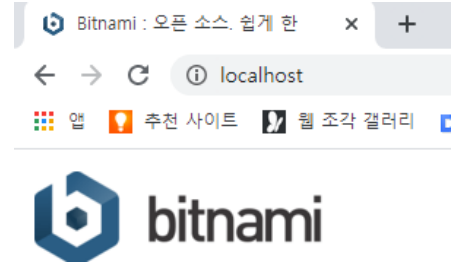 Bitnami : 오픈 소스. 쉽게 한
localhost
앱 추천 사이트 웹 조각 갤러리
bitnami